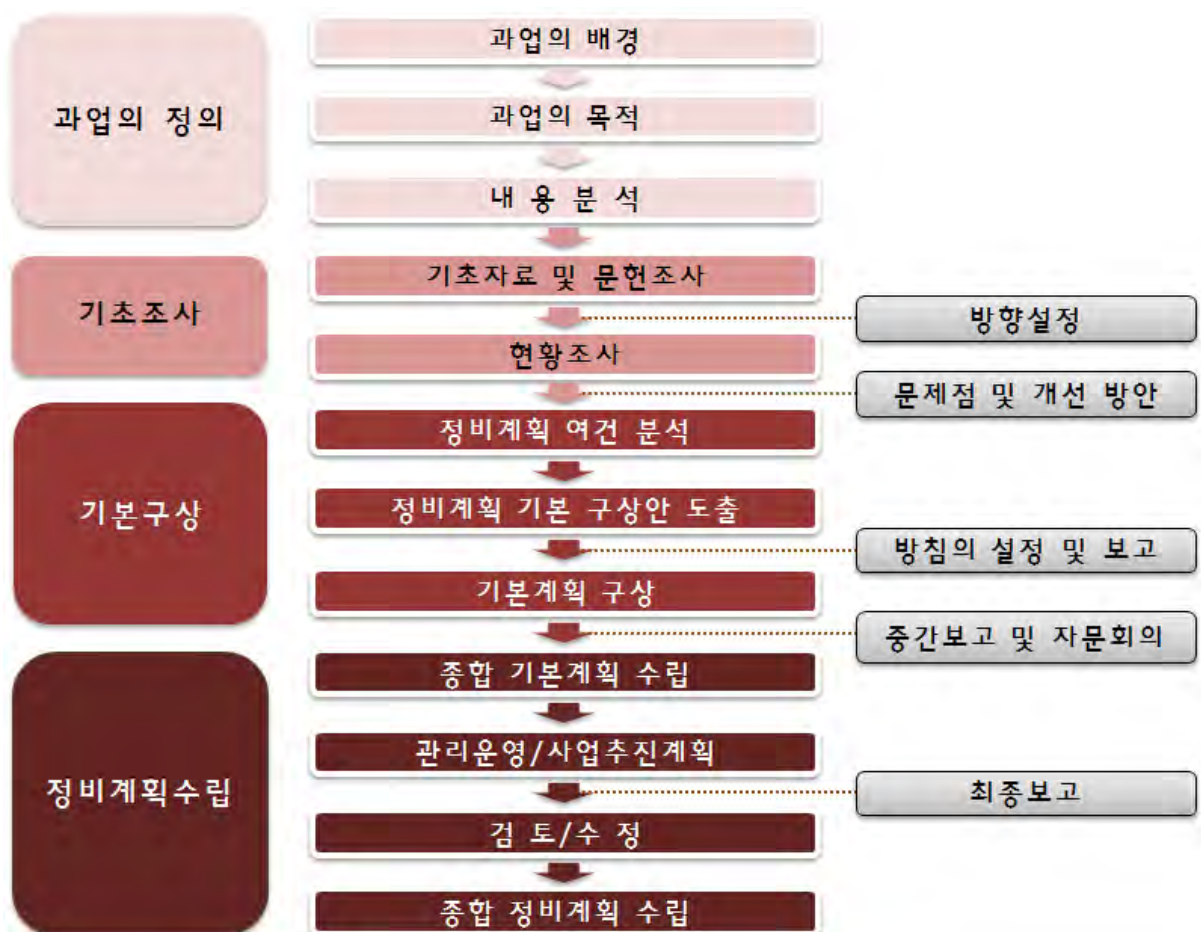 과업의 정의
과업의 배경
과업의 목적
내 용 분 석
기초조사
기초자료 및 문헌조사
방향설정
현황조사
문제점 및 개선 방안
기본구상
정비계획 여건 분석
정비계획 기본 구상안 도출
방침의 설정 및 보고
기본계획 구상
중간보고 및 자문회의
정비계획수립
종합 기본계획 수립
관리운영/사업추진계획
최종보고
검 토/수 정
종합 정비계획 수립